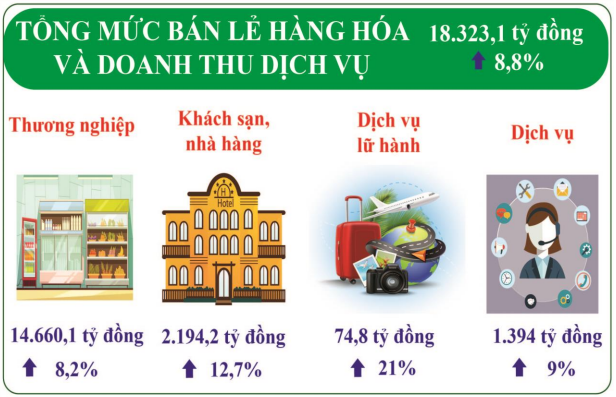 TỔNG MỨC BÁN LẺ HÀNG HÓA
VÀ DOANH THU DỊCH VỤ
18.323,1 tỷ đồng
8,8%
Thương nghiệp
Khách sạn,
nhà hàng
Dịch vụ
lữ hành
Dịch vụ
H
Hotel
14.660,1 tỷ đồng
8,2%
2.194,2 tỷ đồng
12,7%
74,8 tỷ đồng
21%
1.394 tỷ đồng
9%